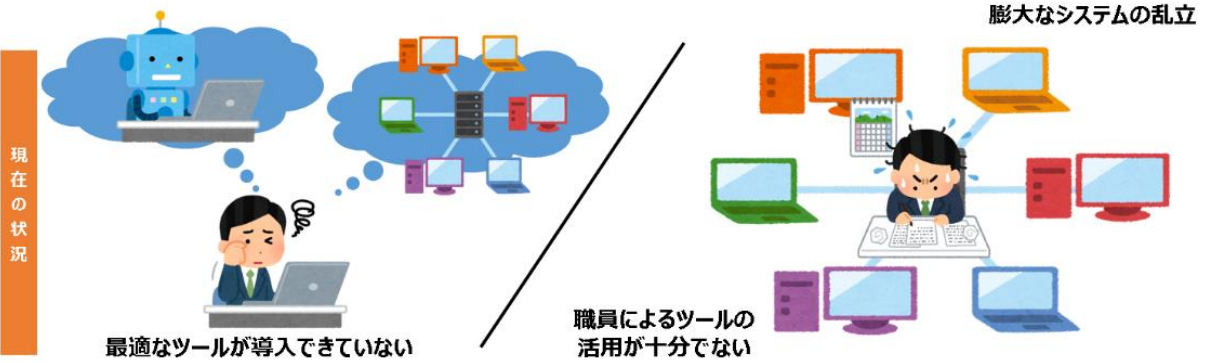 現在の状況
最適なツールが導入できていない
膨大なシステムの乱立
職員によるツールの
活用が十分でない